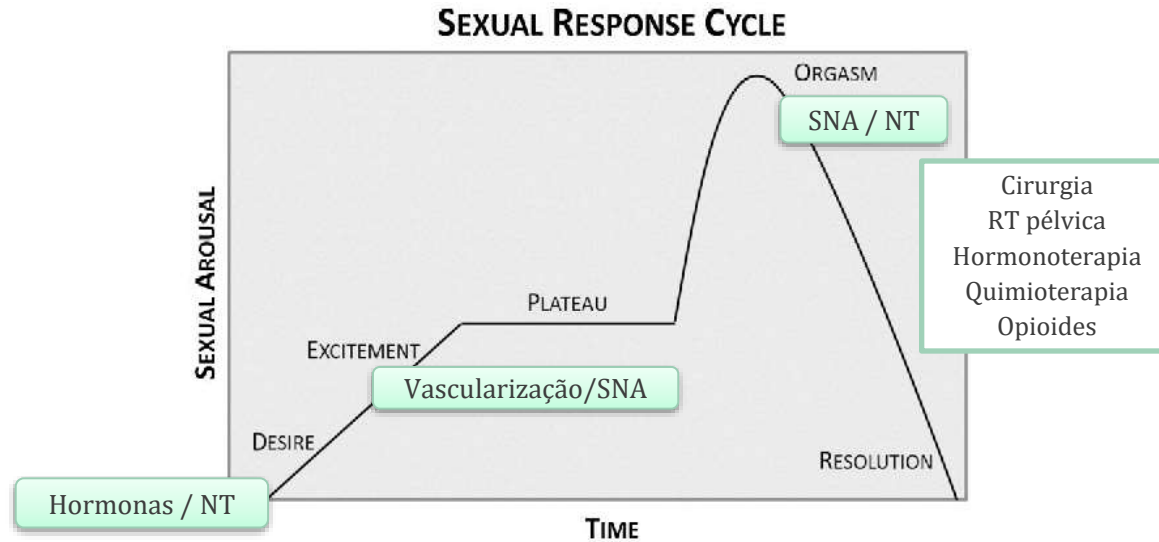 SEXUAL RESPONSE CYCLE
ORGASM
SNA / NT
Cirurgia
RT pélvica
Hormonoterapia
Quimioterapia
Opioides
PLATEAU
EXCITEMENT
Vascularização/SNA
DESIRE
RESOLUTION
Hormonas / NT
SEXUAL AROUSAL
TIME